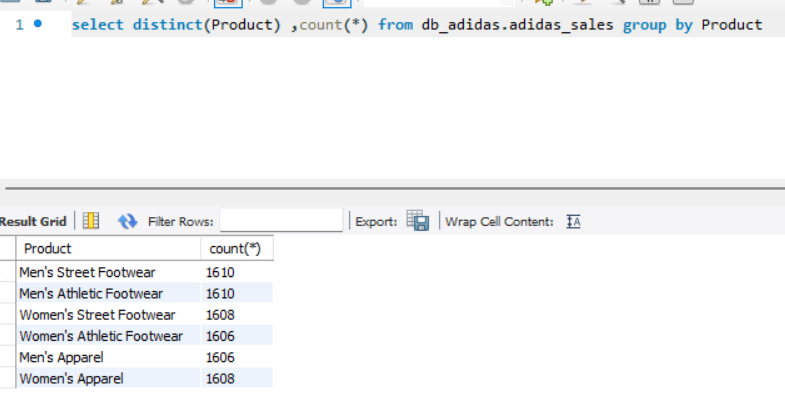 1 select distinct(Product) ,count(*) from db_adidas.adidas_sales group by Product
Result Grid Filter Rows: Export: Wrap Cell Content: IA
Product count(*)
Men's Street Footwear 1610
Men's Athletic Footwear 1610
Women's Street Footwear 1608
Women's Athletic Footwear 1606
Men's Apparel 1606
Women's Apparel 1608